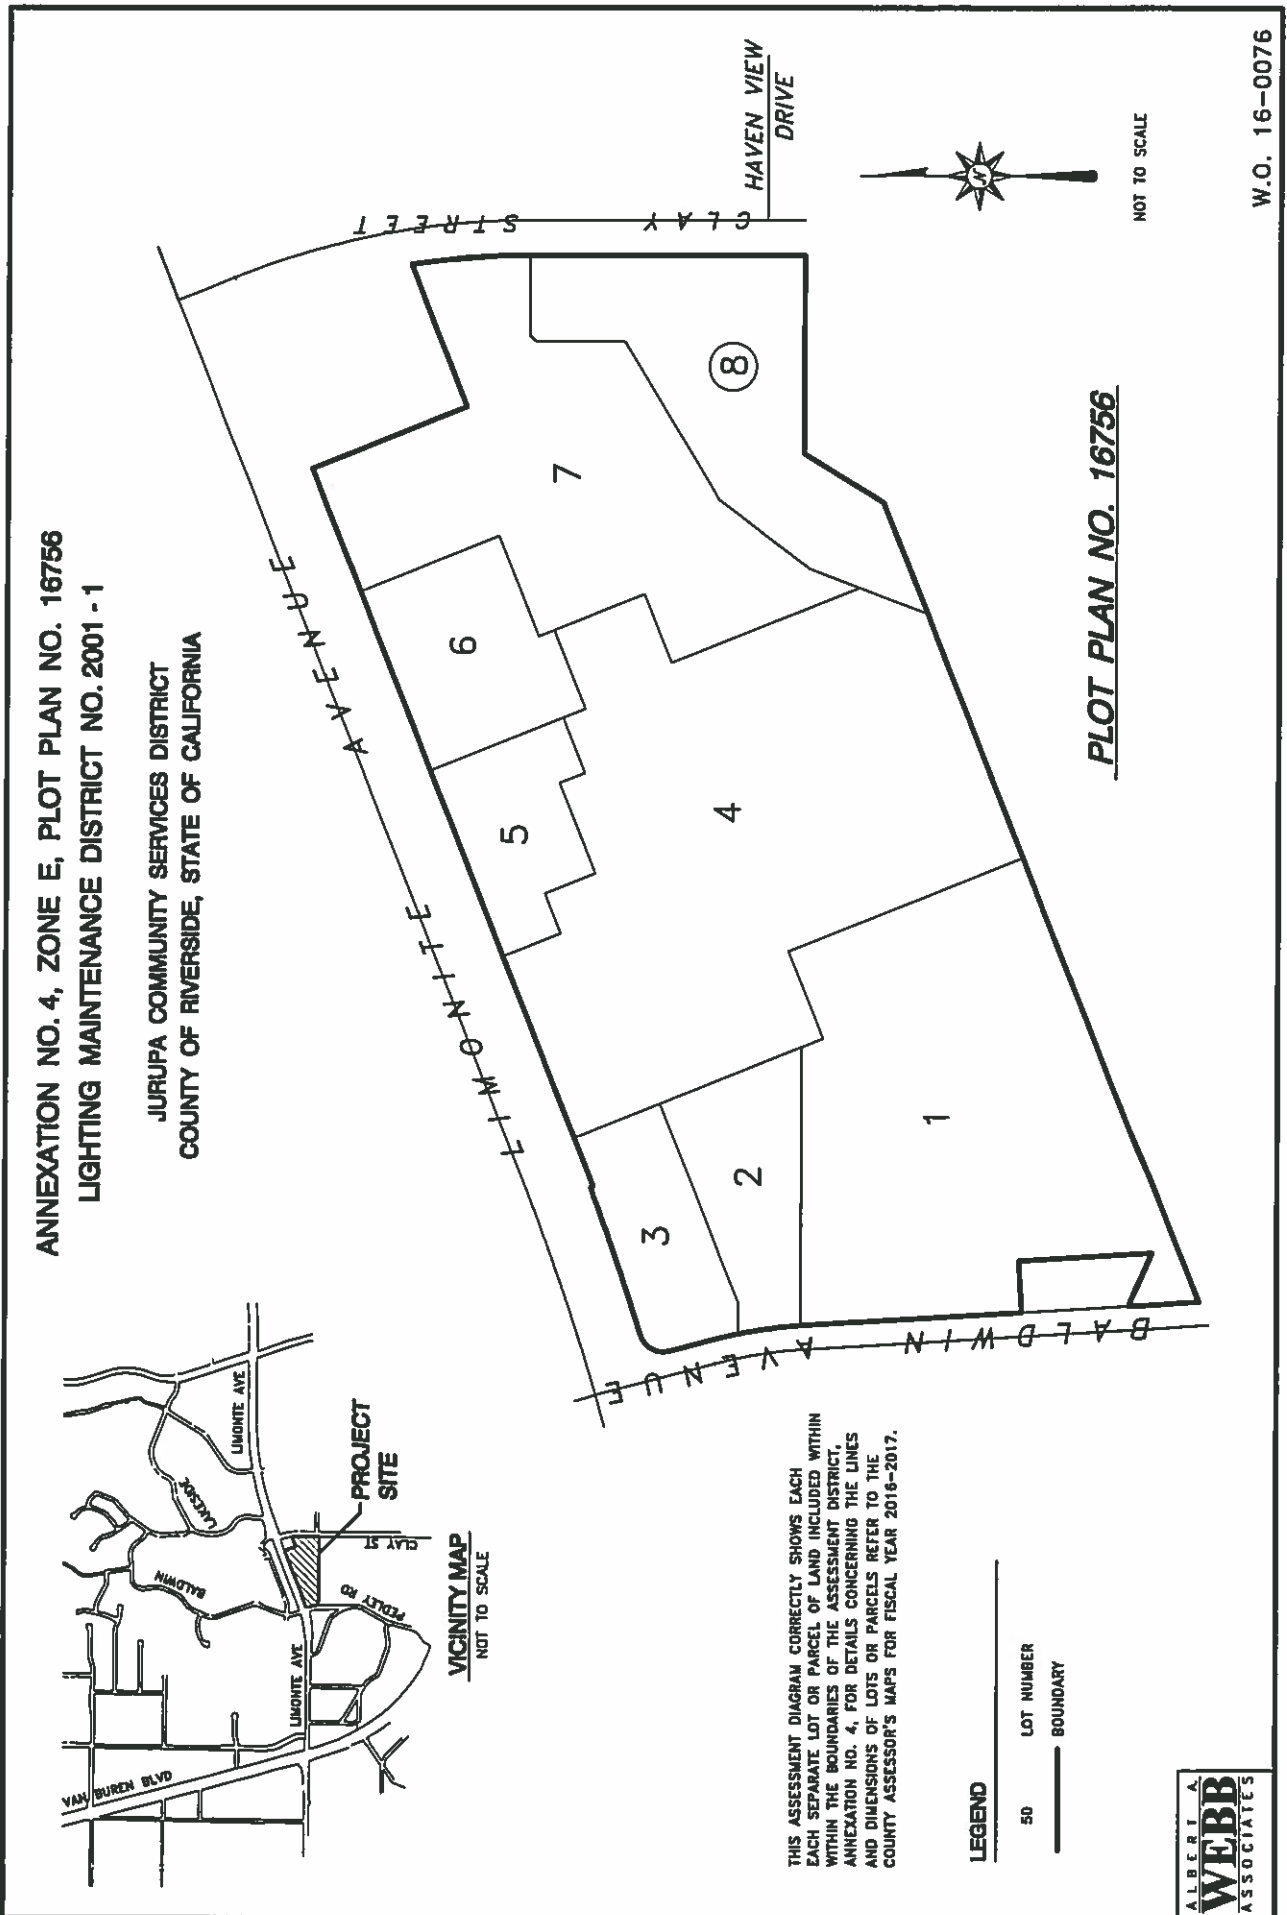 ANNEXATION NO. 4, ZONE E, PLOT PLAN NO. 16756
LIGHTING MAINTENANCE DISTRICT NO. 2001-1
JURUPA COMMUNITY SERVICES DISTRICT
COUNTY OF RIVERSIDE, STATE OF CALIFORNIA
VAN BUREN BLVD
LIMONTE AVE
BALDWIN
LAKESIDE
LIMONTE AVE
PEDLEY RD
CLAY ST
PROJECT
SITE
VICINITY MAP
NOT TO SCALE
LIMONITE AVENUE
BALDWIN AVENUE
CLAY STREET
HAVEN VIEW
DRIVE
3
2
1
5
4
6
7
8
THIS ASSESSMENT DIAGRAM CORRECTLY SHOWS EACH
EACH SEPARATE LOT OR PARCEL OF LAND INCLUDED WITHIN
WITHIN THE BOUNDARIES OF THE ASSESSMENT DISTRICT,
ANNEXATION NO. 4, FOR DETAILS CONCERNING THE LINES
AND DIMENSIONS OF LOTS OR PARCELS REFER TO THE
COUNTY ASSESSOR'S MAPS FOR FISCAL YEAR 2016-2017.
LEGEND
50 LOT NUMBER
BOUNDARY
PLOT PLAN NO. 16756
N
NOT TO SCALE
ALBERT A.
WEBB
ASSOCIATES
W.O. 16-0076